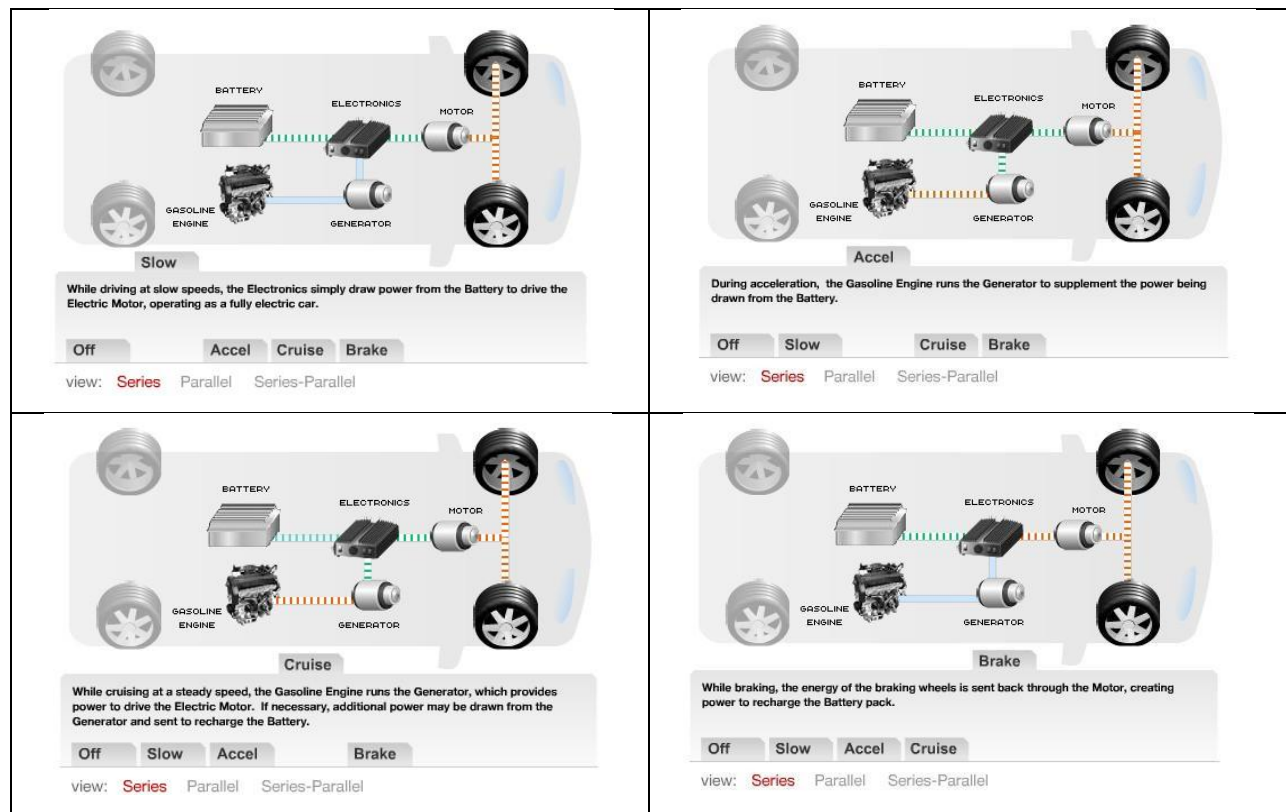 BATTERY
ELECTRONICS
MOTOR
GASOLINE
ENGINE
GENERATOR
Slow
While driving at slow speeds, the Electronics simply draw power from the Battery to drive the
Electric Motor, operating as a fully electric car.
Off Accel Cruise Brake
view: Series Parallel Series-Parallel
BATTERY
ELECTRONICS
MOTOR
GASOLINE
ENGINE
GENERATOR
Accel
During acceleration, the Gasoline Engine runs the Generator to supplement the power being
drawn from the Battery.
Off Slow Cruise Brake
view: Series Parallel Series-Parallel
BATTERY
ELECTRONICS
MOTOR
GASOLINE
ENGINE
GENERATOR
Cruise
While cruising at a steady speed, the Gasoline Engine runs the Generator, which provides
power to drive the Electric Motor. If necessary, additional power may be drawn from the
Generator and sent to recharge the Battery.
Off Slow Accel Brake
view: Series Parallel Series-Parallel
BATTERY
ELECTRONICS
MOTOR
GASOLINE
ENGINE
GENERATOR
Brake
While braking, the energy of the braking wheels is sent back through the Motor, creating
power to recharge the Battery pack.
Off Slow Accel Cruise
view: Series Parallel Series-Parallel